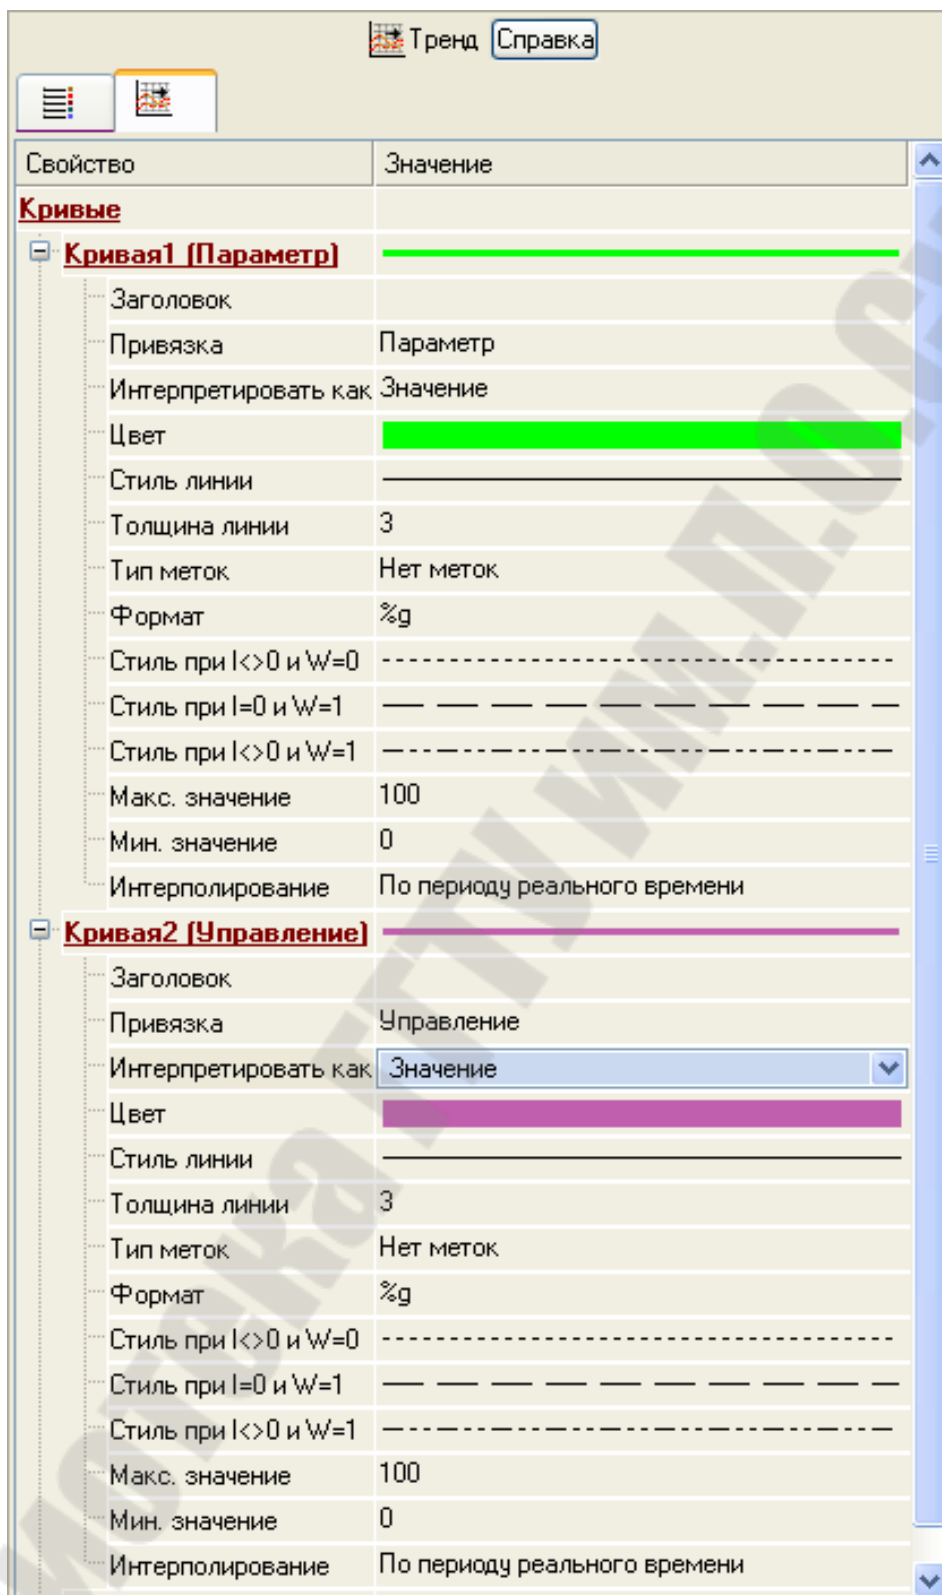 Тренд Справка
Свойство Значение
Кривые
Кривая1 (Параметр)
Заголовок
Привязка Параметр
Интерпретировать как Значение
Цвет
Стиль линии
Толщина линии 3
Тип меток Нет меток
Формат %g
Стиль при I<>0 и W=0
Стиль при I=0 и W=1
Стиль при I<>0 и W=1
Макс. значение 100
Мин. значение 0
Интерполирование По периоду реального времени
Кривая2 (Управление)
Заголовок
Привязка Управление
Интерпретировать как Значение
Цвет
Стиль линии
Толщина линии 3
Тип меток Нет меток
Формат %g
Стиль при I<>0 и W=0
Стиль при I=0 и W=1
Стиль при I<>0 и W=1
Макс. значение 100
Мин. значение 0
Интерполирование По периоду реального времени
ГГТУ ИМ.П.О.